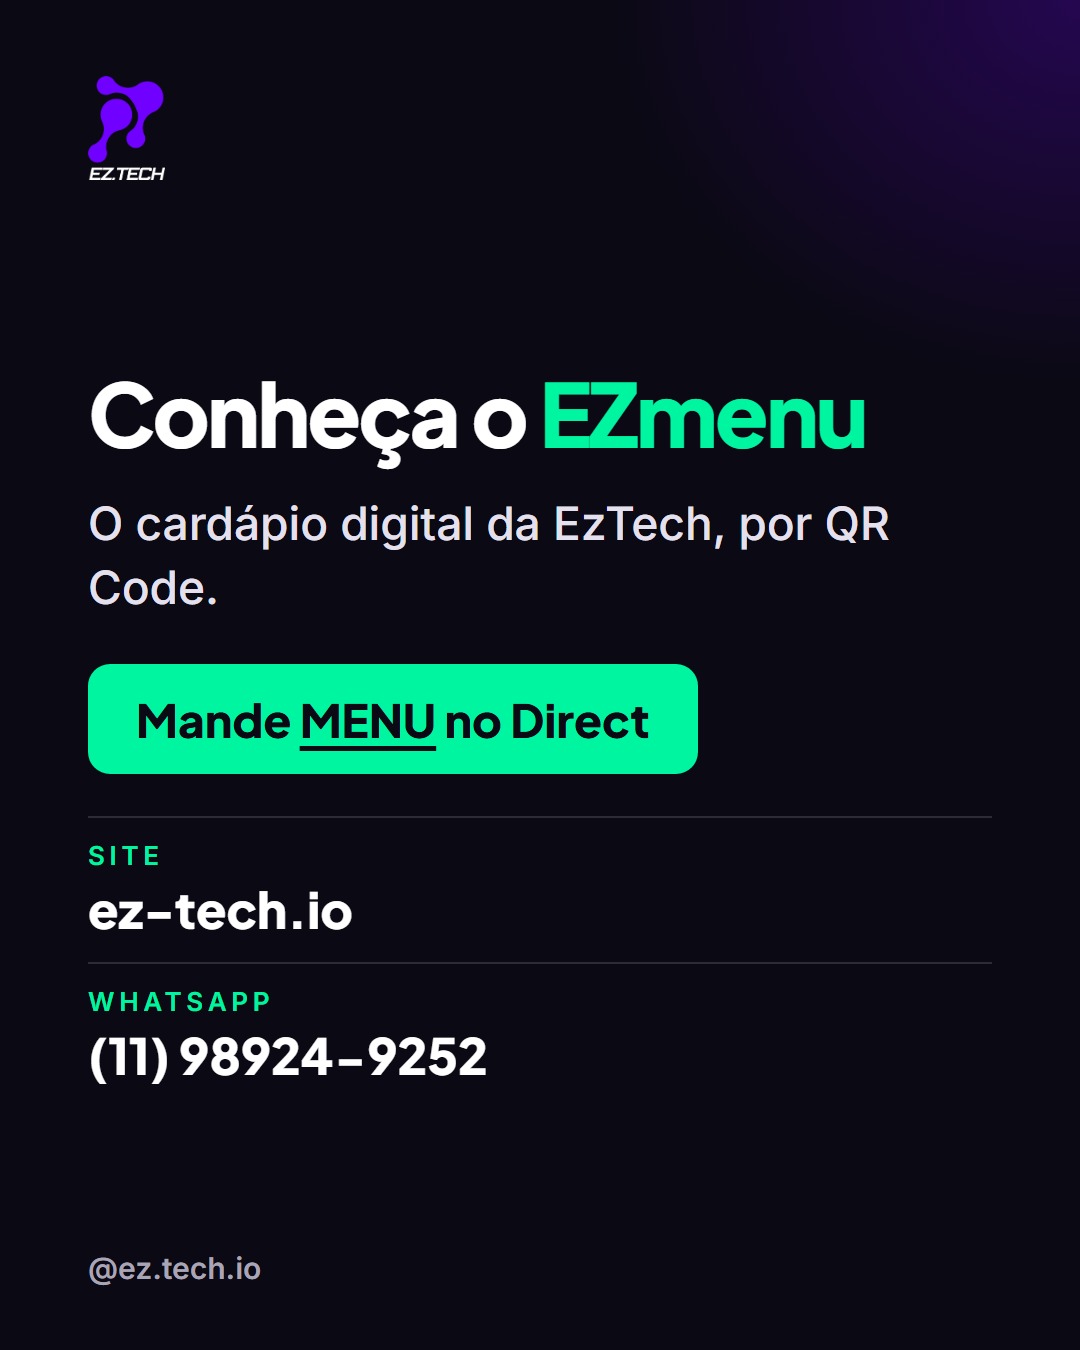 EZ.TECH
Conheça o EZmenu
O cardápio digital da EzTech, por QR
Code.
Mande MENU no Direct
SITE
ez-tech.io
WHATSAPP
(11) 98924-9252
@ez.tech.io